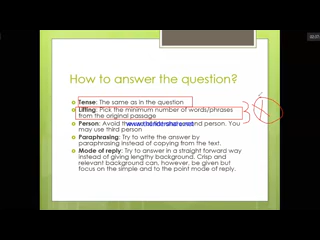 How to answer the question?
Tense: The same as in the question
Lifting: Pick the minimum number of words/phrases
from the original passage
Person: Avoid the use of first and second person. You
may use third person
Paraphrasing: Try to write the answer by
paraphrasing instead of copying from the text.
Mode of reply: Try to answer in a straight forward way
instead of giving lengthy background. Crisp and
relevant background can, however, be given but
focus on the simple and to the point mode of reply.